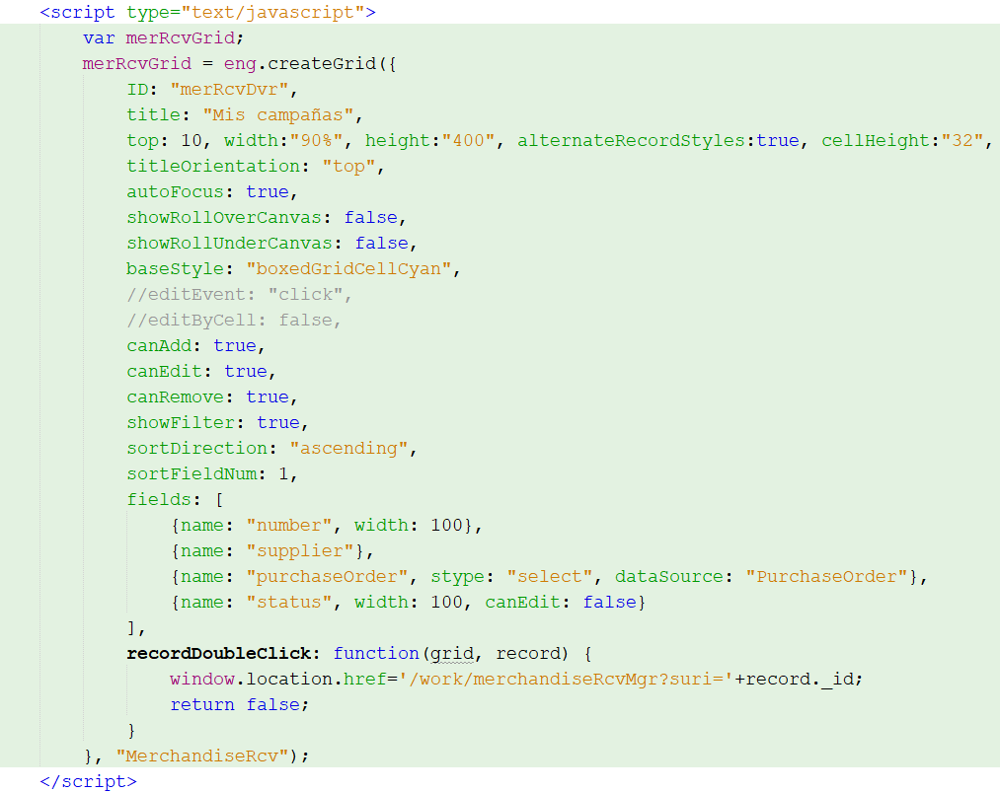 <script type="text/javascript">
var merRcvGrid;
merRcvGrid = eng.createGrid({
ID: "merRcvDvr",
title: "Mis campañas",
top: 10, width:"90%", height:"400", alternateRecordStyles:true, cellHeight:"32",
titleOrientation: "top",
autoFocus: true,
showRollOverCanvas: false,
showRollUnderCanvas: false,
baseStyle: "boxedGridCellCyan",
//editEvent: "click",
//editByCell: false,
canAdd: true,
canEdit: true,
canRemove: true,
showFilter: true,
sortDirection: "ascending",
sortFieldNum: 1,
fields: [
{name: "number", width: 100},
{name: "supplier"},
{name: "purchaseOrder", stype: "select", dataSource: "PurchaseOrder"},
{name: "status", width: 100, canEdit: false}
],
recordDoubleClick: function(grid, record) {
window.location.href='/work/merchandiseRcvMgr?suri='+record._id;
return false;
}
}, "MerchandiseRcv");
</script>